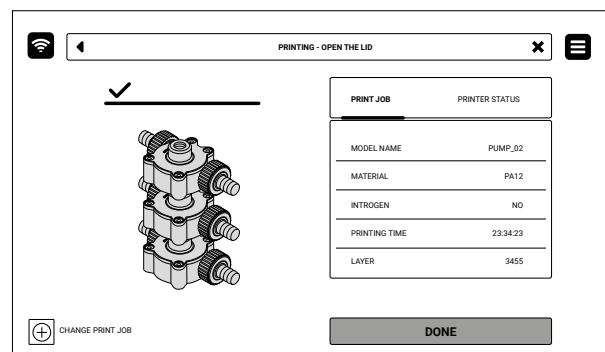 PRINTING - OPEN THE LID
PRINT JOB PRINTER STATUS
MODEL NAME PUMP_02
MATERIAL PA12
INTROGEN NO
PRINTING TIME 23:34:23
LAYER 3455
CHANGE PRINT JOB
DONE